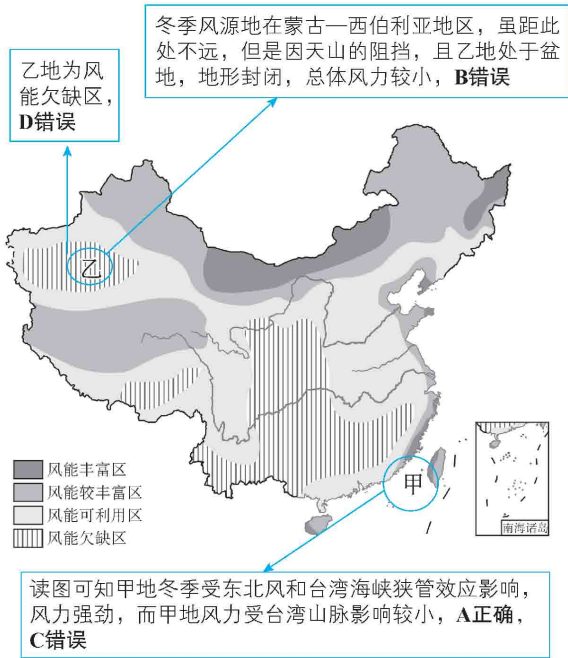 冬季风源地在蒙古—西伯利亚地区，虽距此
处不远，但是因天山的阻挡，且乙地处于盆
地，地形封闭，总体风力较小，B错误
乙地为风
能欠缺区，
D错误
乙
甲
风能丰富区
风能较丰富区
风能可利用区
风能欠缺区
南海诸岛
读图可知甲地冬季受东北风和台湾海峡狭管效应影响，
风力强劲，而甲地风力受台湾山脉影响较小，A正确，
C错误